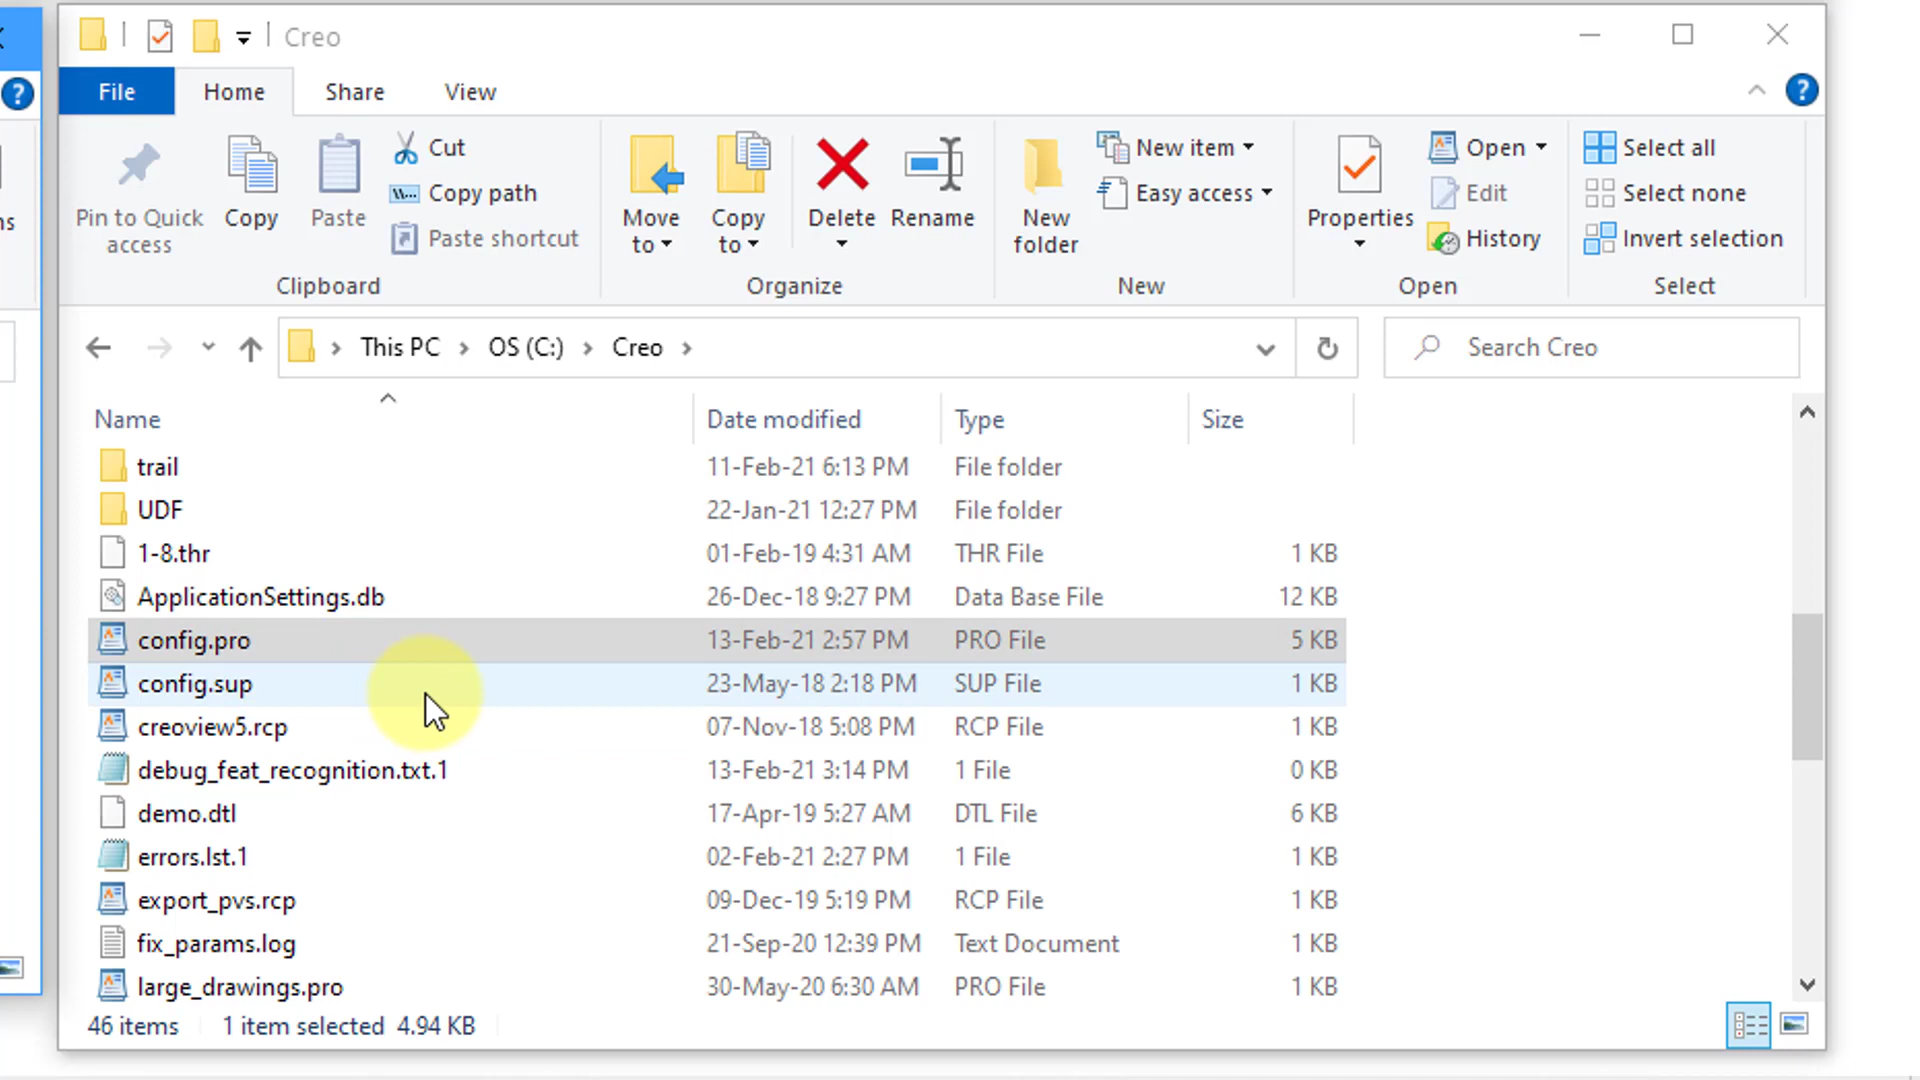 Creo
File Home Share View
Pin to Quick access
Copy
Paste
Cut
Copy path
Paste shortcut
Clipboard
Move to
Copy to
Delete
Rename
Organize
New folder
New item
Easy access
New
Properties
Open
Edit
History
Open
Select all
Select none
Invert selection
Select
This PC OS (C:) Creo
Search Creo
Name Date modified Type Size
trail 11-Feb-21 6:13 PM File folder
UDF 22-Jan-21 12:27 PM File folder
1-8.thr 01-Feb-19 4:31 AM THR File 1 KB
ApplicationSettings.db 26-Dec-18 9:27 PM Data Base File 12 KB
config.pro 13-Feb-21 2:57 PM PRO File 5 KB
config.sup 23-May-18 2:18 PM SUP File 1 KB
creoview5.rcp 07-Nov-18 5:08 PM RCP File 1 KB
debug_feat_recognition.txt.1 13-Feb-21 3:14 PM 1 File 0 KB
demo.dtl 17-Apr-19 5:27 AM DTL File 6 KB
errors.lst.1 02-Feb-21 2:27 PM 1 File 1 KB
export_pvs.rcp 09-Dec-19 5:19 PM RCP File 1 KB
fix_params.log 21-Sep-20 12:39 PM Text Document 1 KB
large_drawings.pro 30-May-20 6:30 AM PRO File 1 KB
46 items 1 item selected 4.94 KB